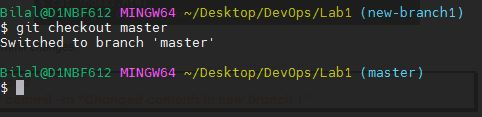 Bilal@D1NBF612 MINGW64 ~/Desktop/DevOps/Lab1 (new-branch1)
$ git checkout master
Switched to branch 'master'
Bilal@D1NBF612 MINGW64 ~/Desktop/DevOps/Lab1 (master)
$